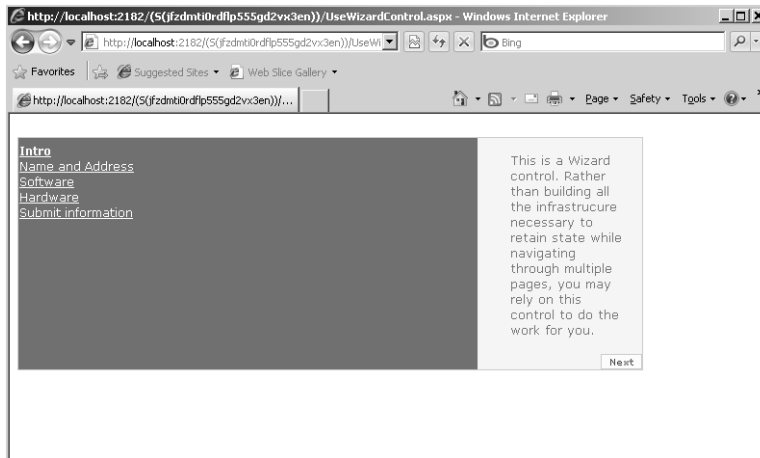 http://localhost:2182/(S(jfzdmti0rdflp555gd2vx3en))/UseWizardControl.aspx - Windows Internet Explorer
http://localhost:2182/(S(jfzdmti0rdflp555gd2vx3en))/UseWi
Bing
Favorites Suggested Sites Web Slice Gallery
http://localhost:2182/(S(jfzdmti0rdflp555gd2vx3en))/...
Page Safety Tools
Intro
Name and Address
Software
Hardware
Submit information
This is a Wizard
control. Rather
than building all
the infrastrucure
necessary to
retain state while
navigating
through multiple
pages, you may
rely on this
control to do the
work for you.
Next